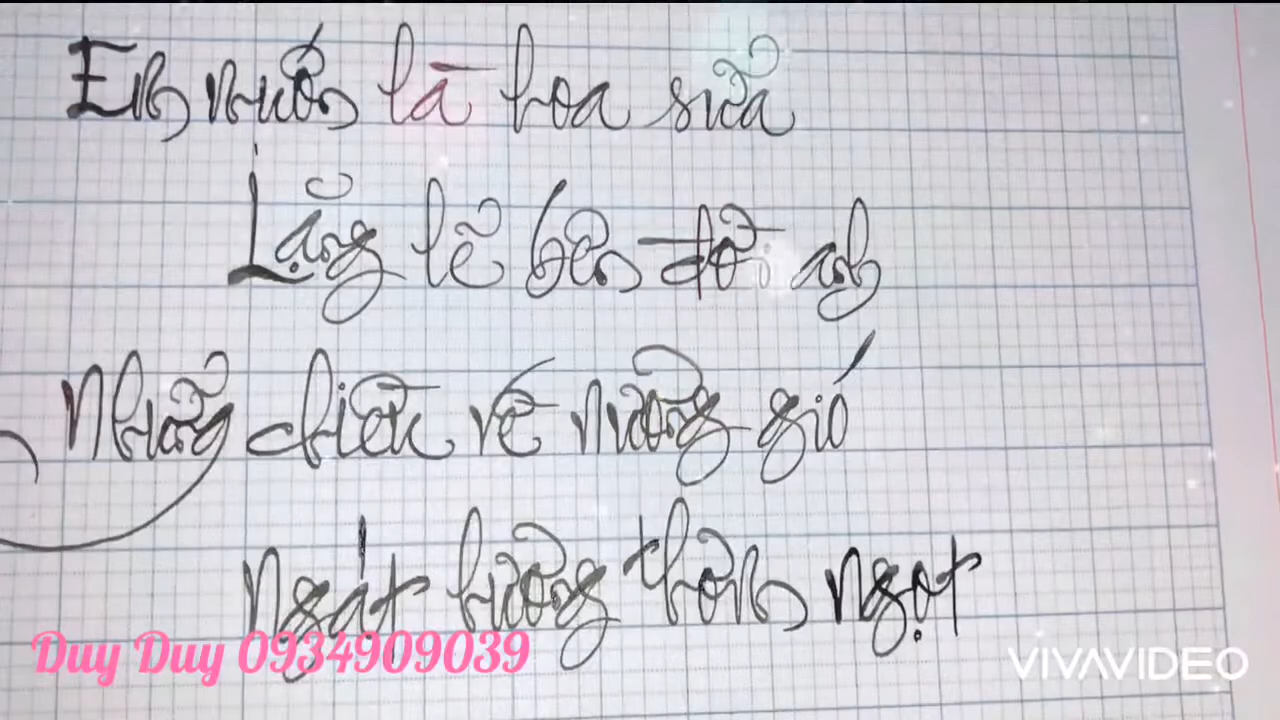 Em muốn là hoa sữa
Lặng lẽ bên đời anh
Những chiều về nương gió
Ngát hương thơm ngọt
Duy Duy 0934909039
VIVAVIDEO